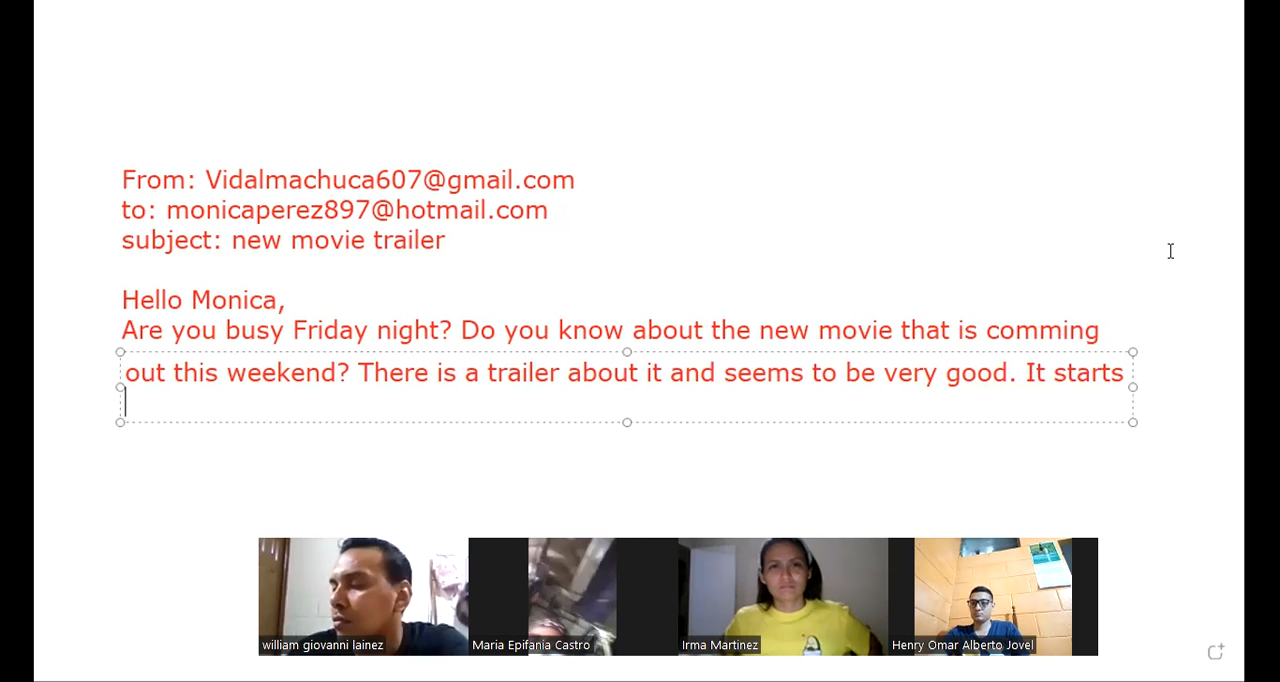 From: Vidalmachuca607@gmail.com
to: monicaperez897@hotmail.com
subject: new movie trailer
Hello Monica,
Are you busy Friday night? Do you know about the new movie that is comming
out this weekend? There is a trailer about it and seems to be very good. It starts
william giovanni lainez
Maria Epifania Castro
Irma Martinez
Henry Omar Alberto Jovel